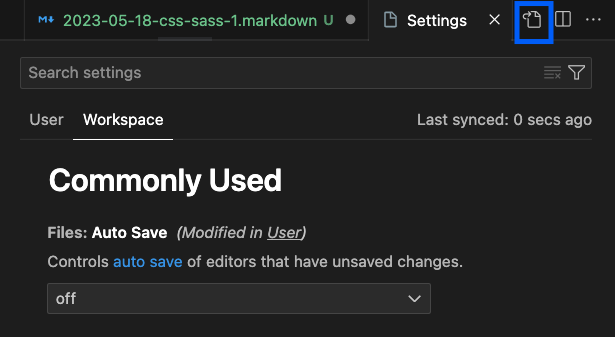 2023-05-18-css-sass-1.markdown U Settings
Search settings
User Workspace Last synced: 0 secs ago
Commonly Used
Files: Auto Save (Modified in User)
Controls auto save of editors that have unsaved changes.
off